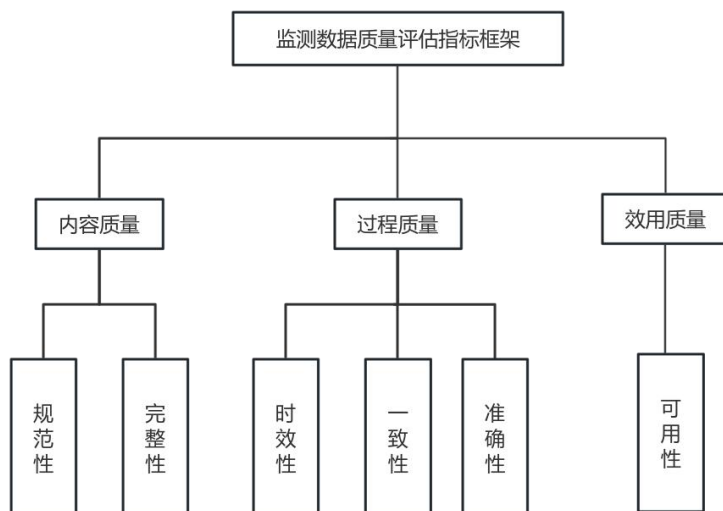 监测数据质量评估指标框架
内容质量
过程质量
效用质量
规范性
完整性
时效性
一致性
准确性
可用性